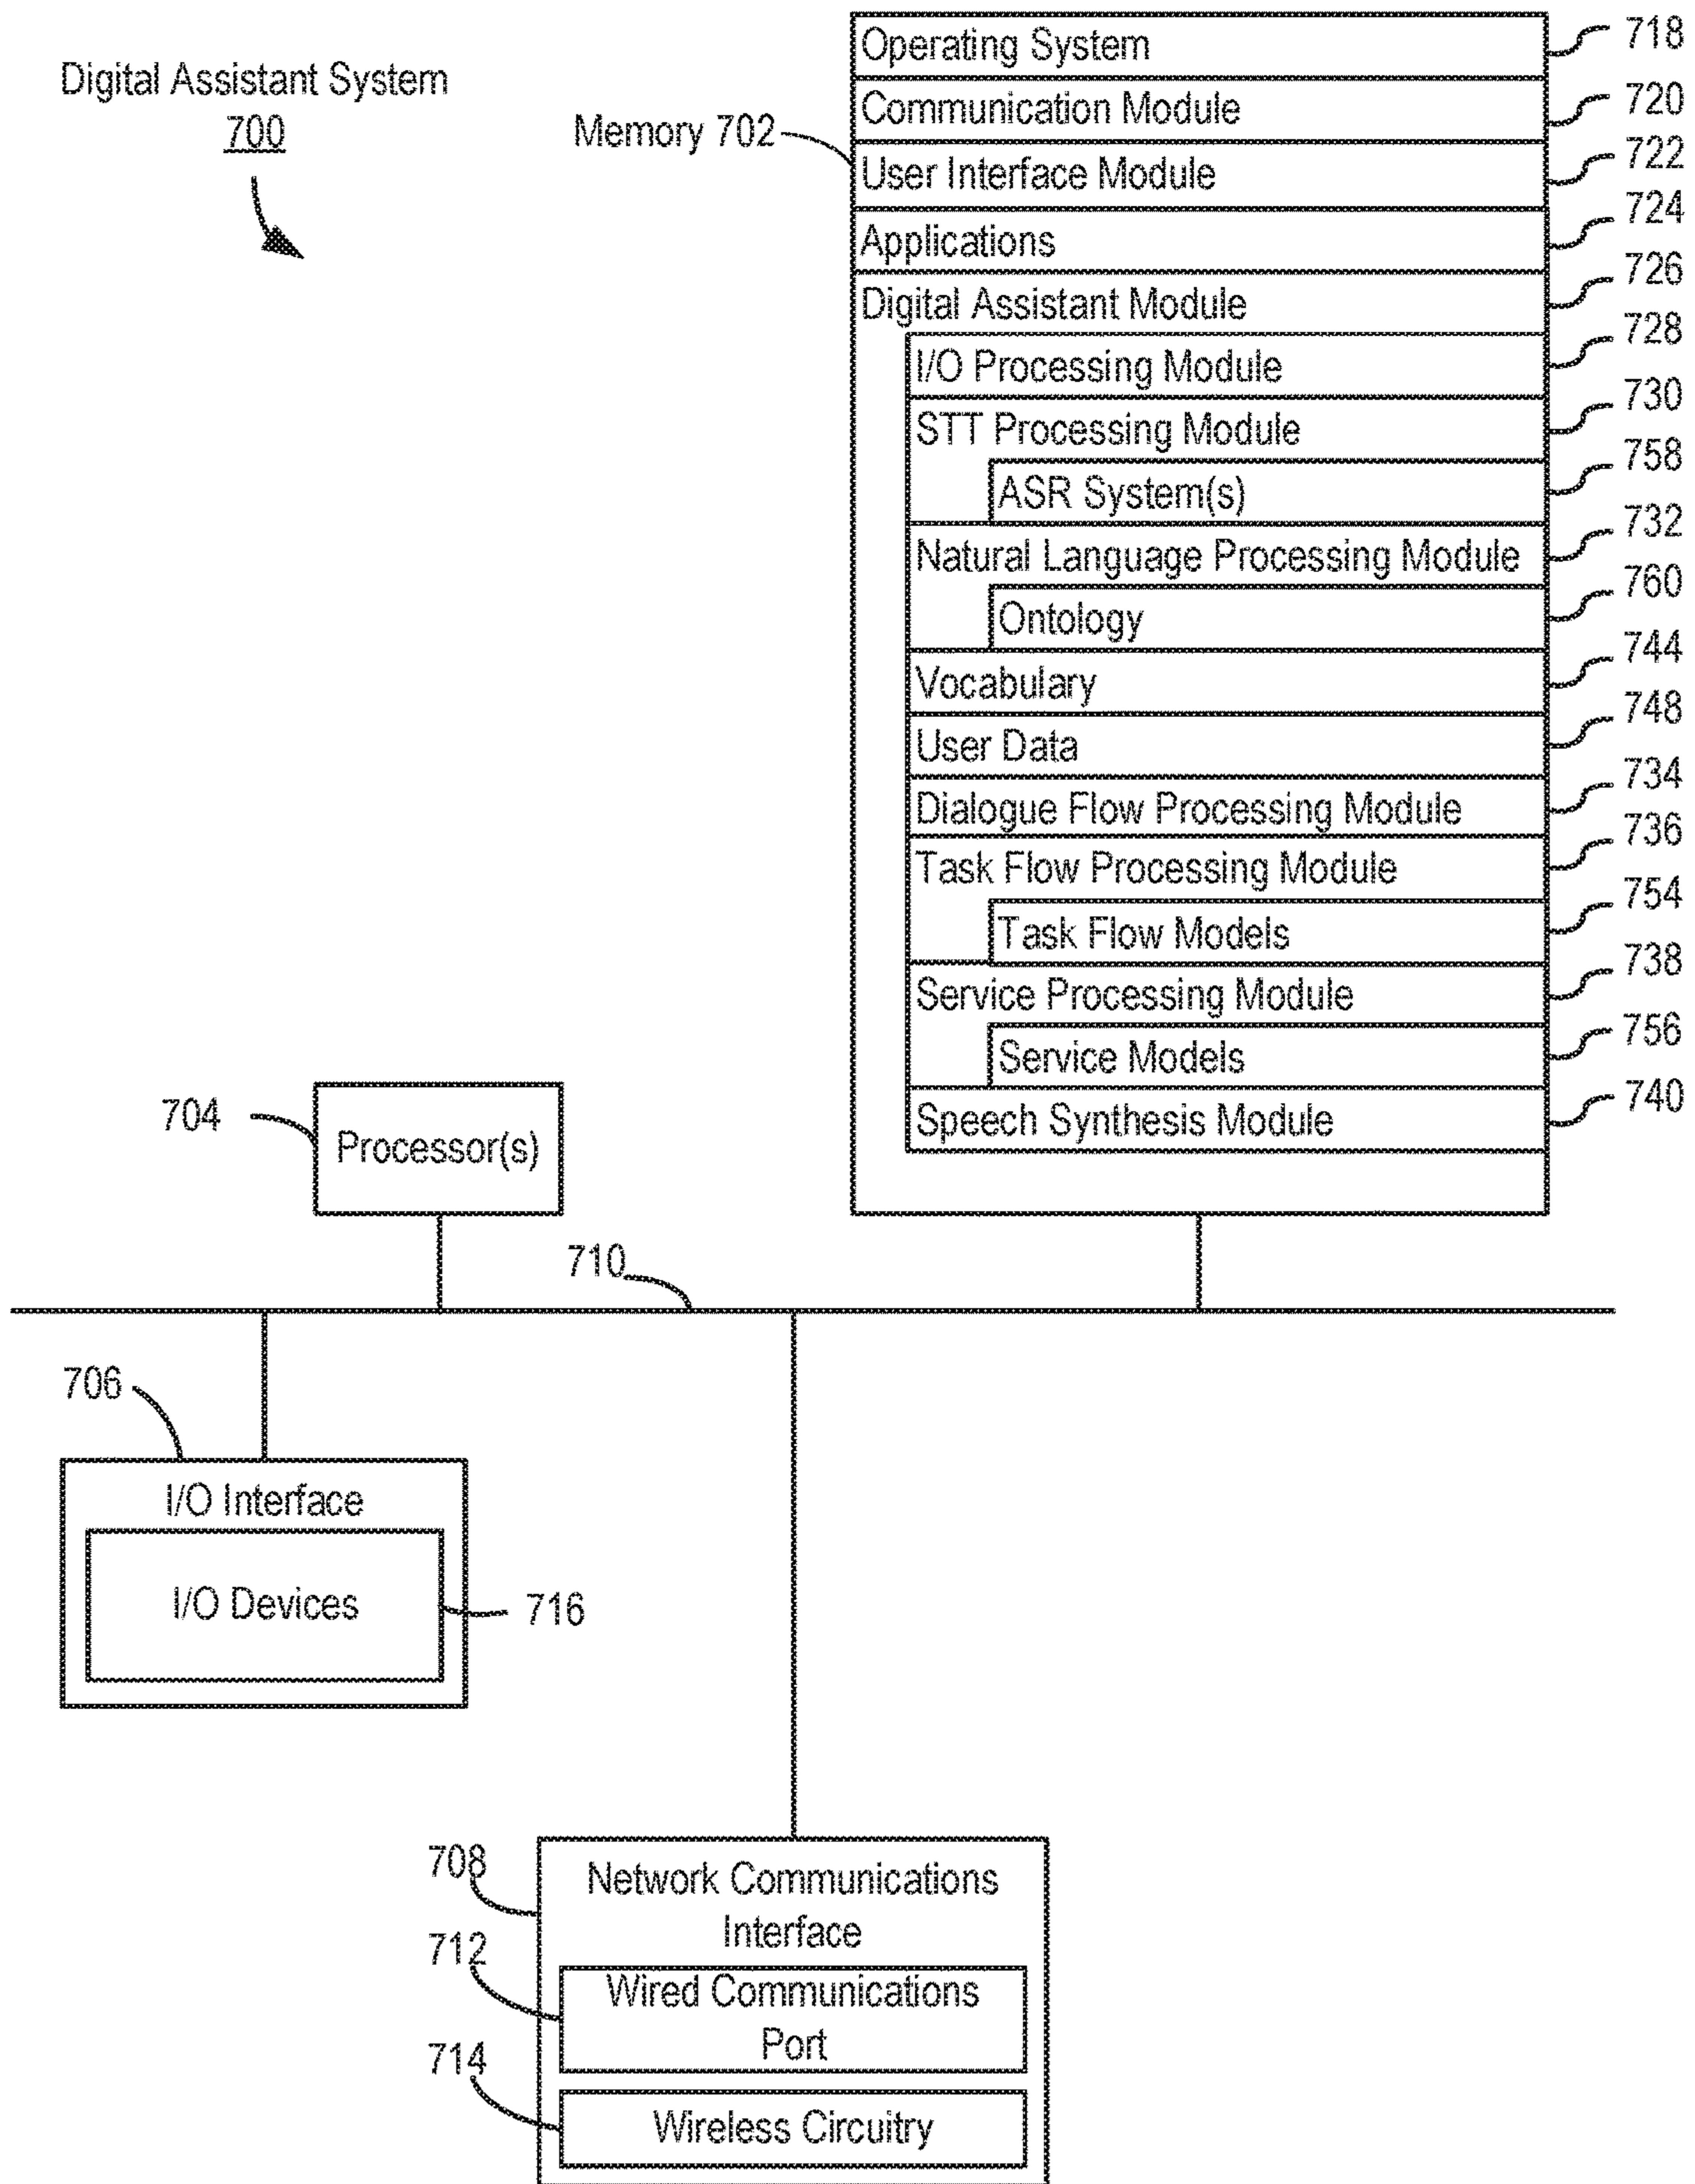 Digital Assistant System
700
Memory 702
Operating System 718
Communication Module 720
User Interface Module 722
Applications 724
Digital Assistant Module 726
I/O Processing Module 728
STT Processing Module 730
ASR System(s) 758
Natural Language Processing Module 732
Ontology 760
Vocabulary 744
User Data 748
Dialogue Flow Processing Module 734
Task Flow Processing Module 736
Task Flow Models 754
Service Processing Module 738
Service Models 756
Speech Synthesis Module 740
704
Processor(s)
710
706
I/O Interface
I/O Devices
716
708
Network Communications
Interface
712
Wired Communications
Port
714
Wireless Circuitry